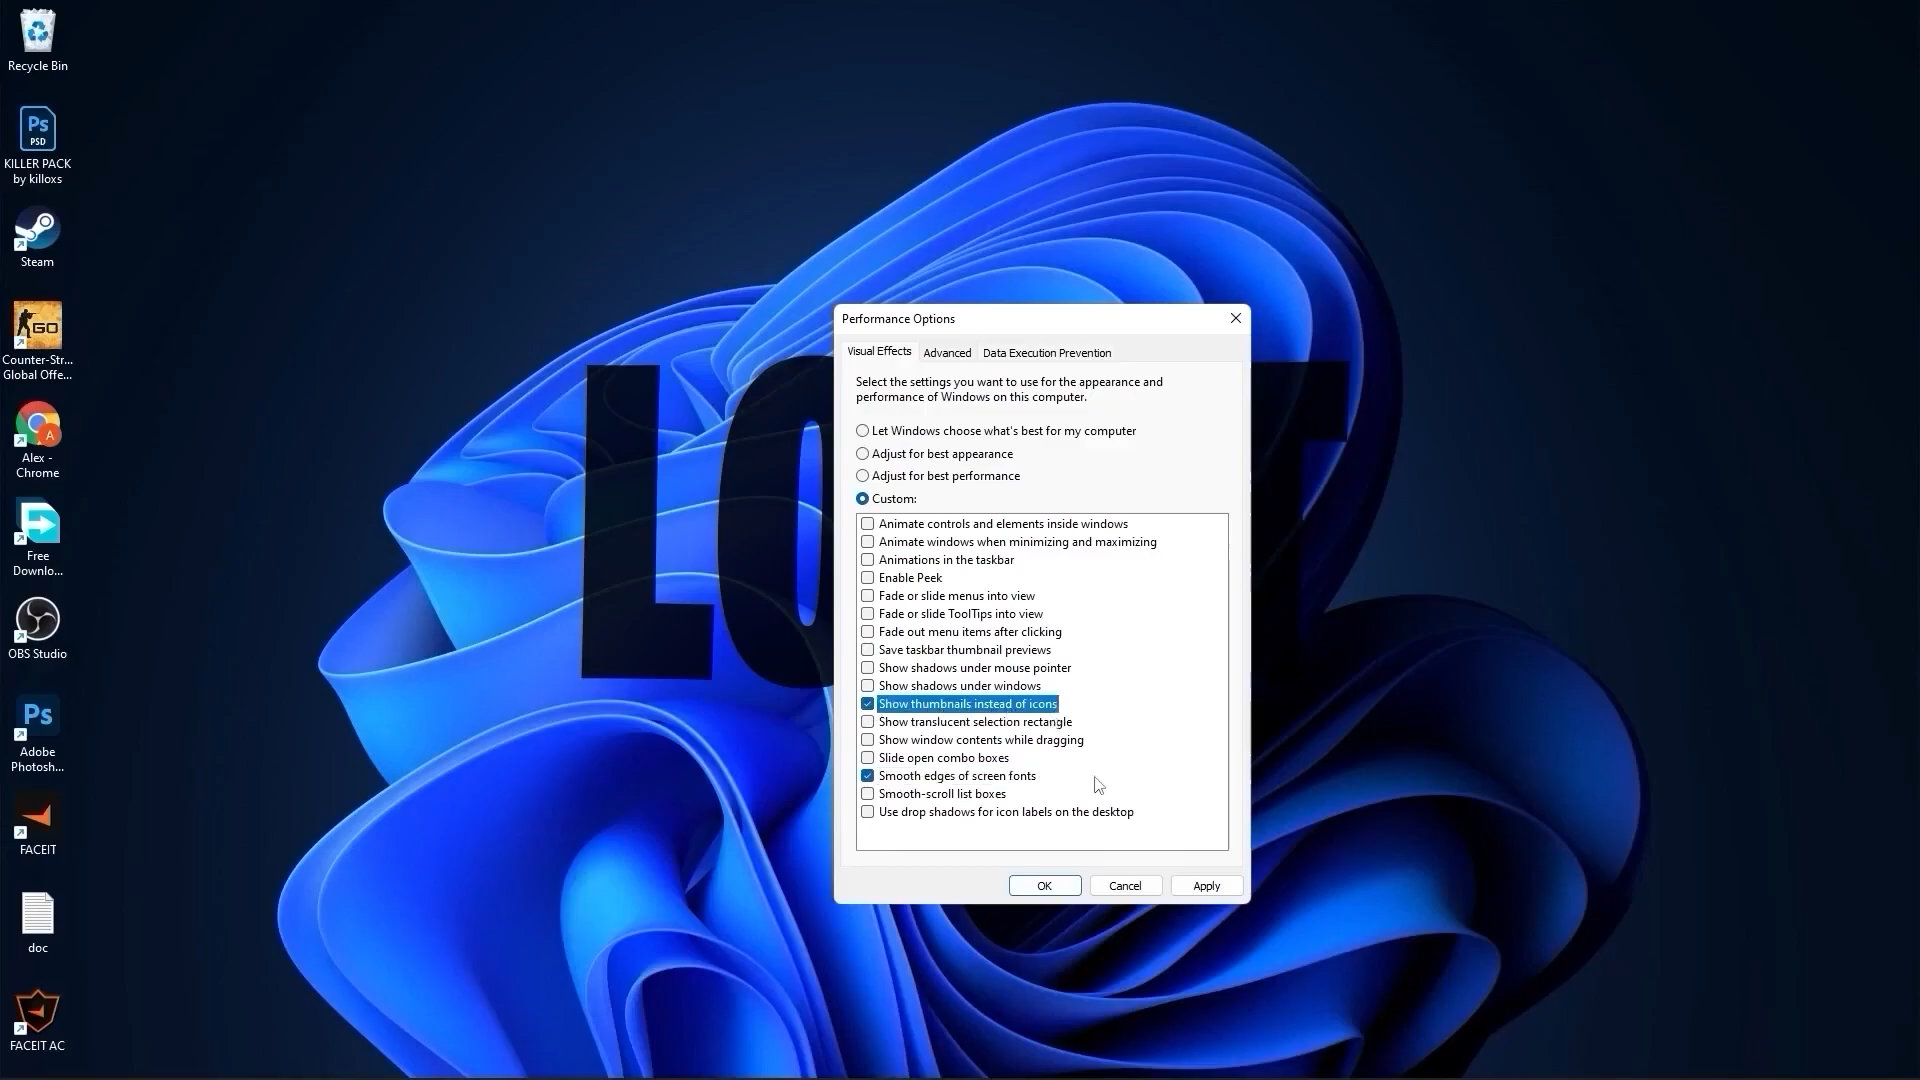 Recycle Bin
Ps
PSD
KILLER PACK
by killoxs
Steam
GO
Counter-Str...
Global Offe...
A
Alex -
Chrome
Free
Downlo...
OBS Studio
Ps
Adobe
Photosh...
FACEIT
doc
FACEIT AC
LO
Performance Options
Visual Effects
Advanced
Data Execution Prevention
Select the settings you want to use for the appearance and
performance of Windows on this computer.
Let Windows choose what's best for my computer
Adjust for best appearance
Adjust for best performance
Custom:
Animate controls and elements inside windows
Animate windows when minimizing and maximizing
Animations in the taskbar
Enable Peek
Fade or slide menus into view
Fade or slide ToolTips into view
Fade out menu items after clicking
Save taskbar thumbnail previews
Show shadows under mouse pointer
Show shadows under windows
Show thumbnails instead of icons
Show translucent selection rectangle
Show window contents while dragging
Slide open combo boxes
Smooth edges of screen fonts
Smooth-scroll list boxes
Use drop shadows for icon labels on the desktop
OK
Cancel
Apply